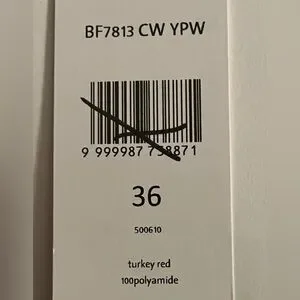 BF7813 CW YPW
9 999987 738871
36
500610
turkey red
100polyamide